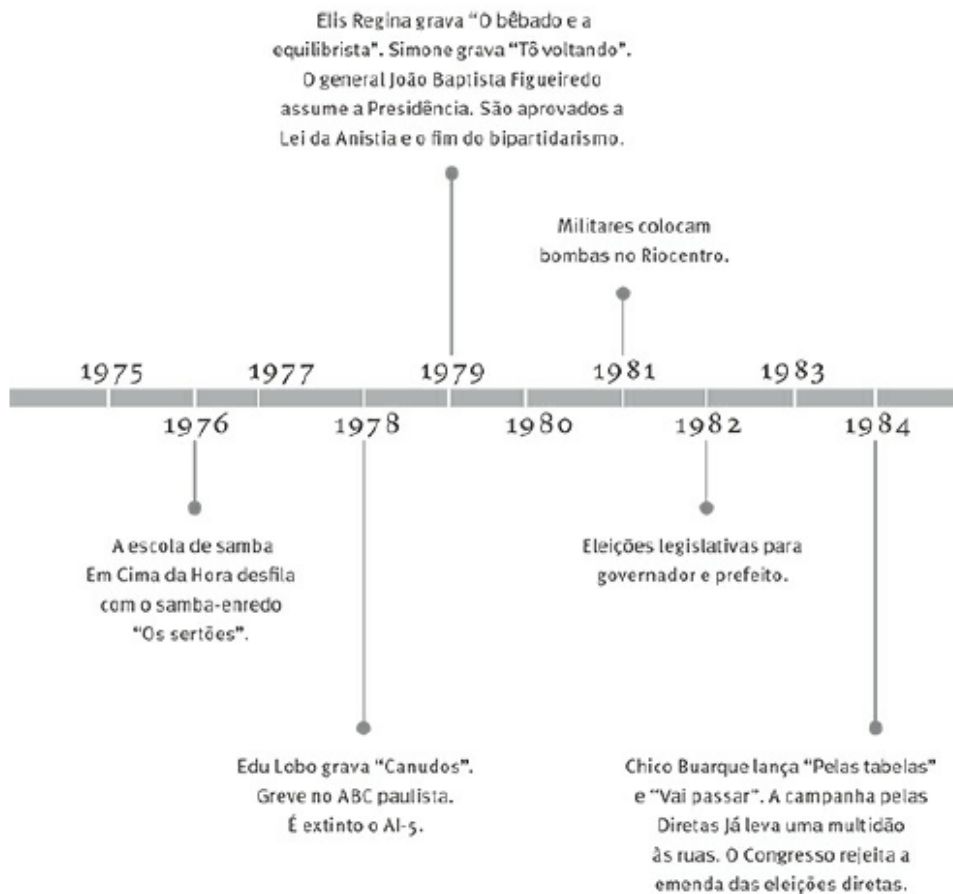 Elis Regina grava “O bêbado e a
equilibrista”. Simone grava “Tô voltando”.
O general João Baptista Figueiredo
assume a Presidência. São aprovados a
Lei da Anistia e o fim do bipartidarismo.
Militares colocam
bombas no Riocentro.
1975 1977 1979 1981 1983
1976 1978 1980 1982 1984
A escola de samba
Em Cima da Hora desfila
com o samba-enredo
“Os sertões”.
Eleições legislativas para
governador e prefeito.
Edu Lobo grava “Canudos”.
Greve no ABC paulista.
É extinto o AI-5.
Chico Buarque lança “Pelas tabelas”
e “Vai passar”. A campanha pelas
Diretas Já leva uma multidão
às ruas. O Congresso rejeita a
emenda das eleições diretas.